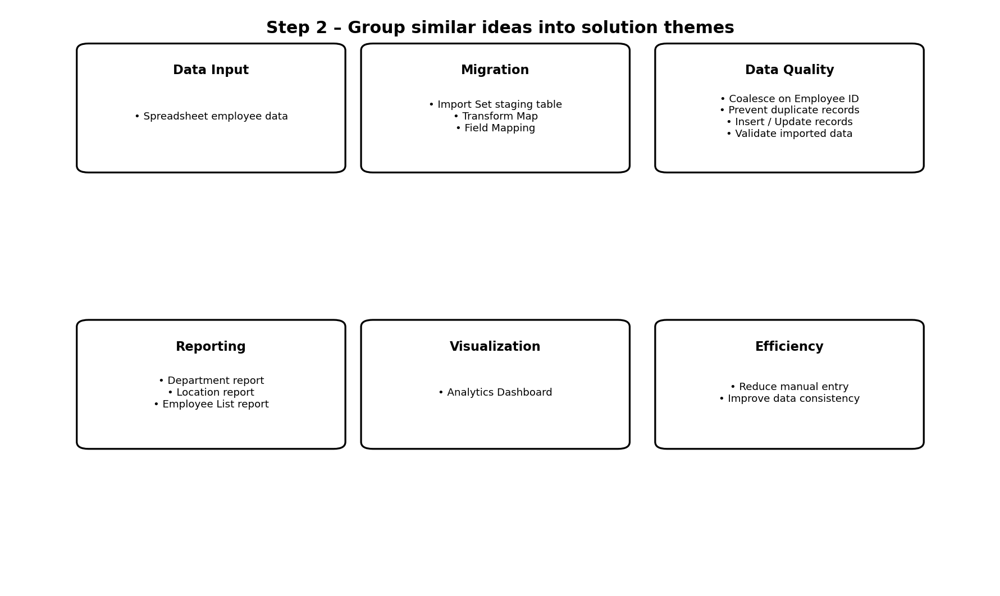 Step 2 – Group similar ideas into solution themes
Data Input
• Spreadsheet employee data
Migration
• Import Set staging table
• Transform Map
• Field Mapping
Data Quality
• Coalesce on Employee ID
• Prevent duplicate records
• Insert / Update records
• Validate imported data
Reporting
• Department report
• Location report
• Employee List report
Visualization
• Analytics Dashboard
Efficiency
• Reduce manual entry
• Improve data consistency